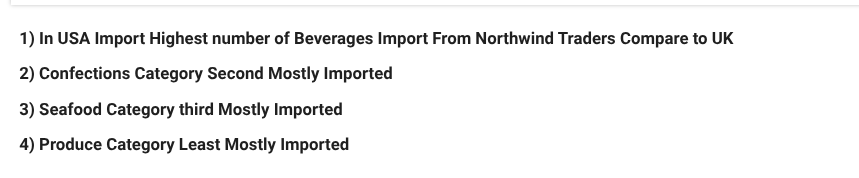 1) In USA Import Highest number of Beverages Import From Northwind Traders Compare to UK
2) Confections Category Second Mostly Imported
3) Seafood Category third Mostly Imported
4) Produce Category Least Mostly Imported